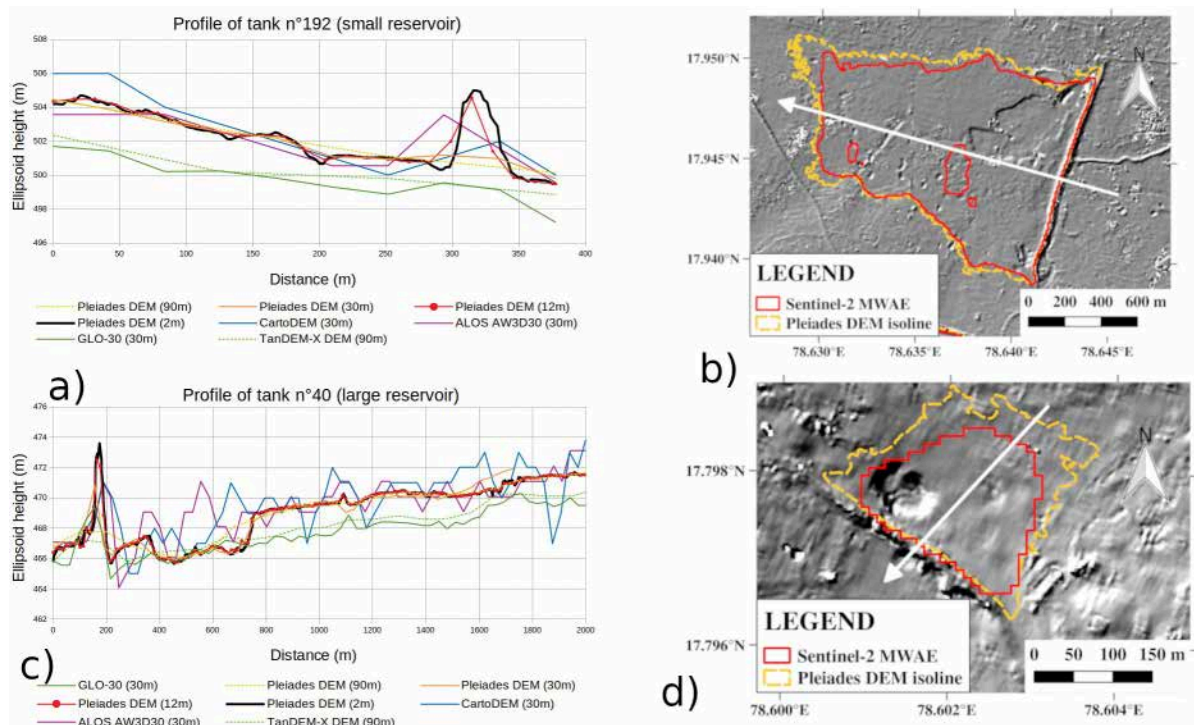 Profile of tank n°192 (small reservoir)
Ellipsoid height (m)
508
506
504
502
500
498
496
0 50 100 150 200 250 300 350 400
Distance (m)
Pleiades DEM (90m) Pleiades DEM (30m) Pleiades DEM (12m)
Pleiades DEM (2m) CartoDEM (30m) ALOS AW3D30 (30m)
GLO-30 (30m) TanDEM-X DEM (90m)
a)
17.950°N
17.945°N
17.940°N
N
LEGEND
Sentinel-2 MWAE
Pleiades DEM isoline
0 200 400 600 m
78.630°E 78.635°E 78.640°E 78.645°E
b)
Profile of tank n°40 (large reservoir)
Ellipsoid height (m)
476
474
472
470
468
466
464
462
0 200 400 600 800 1000 1200 1400 1600 1800 2000
Distance (m)
GLO-30 (30m) Pleiades DEM (90m) Pleiades DEM (30m)
Pleiades DEM (12m) Pleiades DEM (2m) CartoDEM (30m)
ALOS AW3D30 (30m) TanDEM-X DEM (90m)
c)
17.798°N
17.796°N
N
LEGEND
Sentinel-2 MWAE
Pleiades DEM isoline
0 50 100 150 m
78.600°E 78.602°E 78.604°E
d)